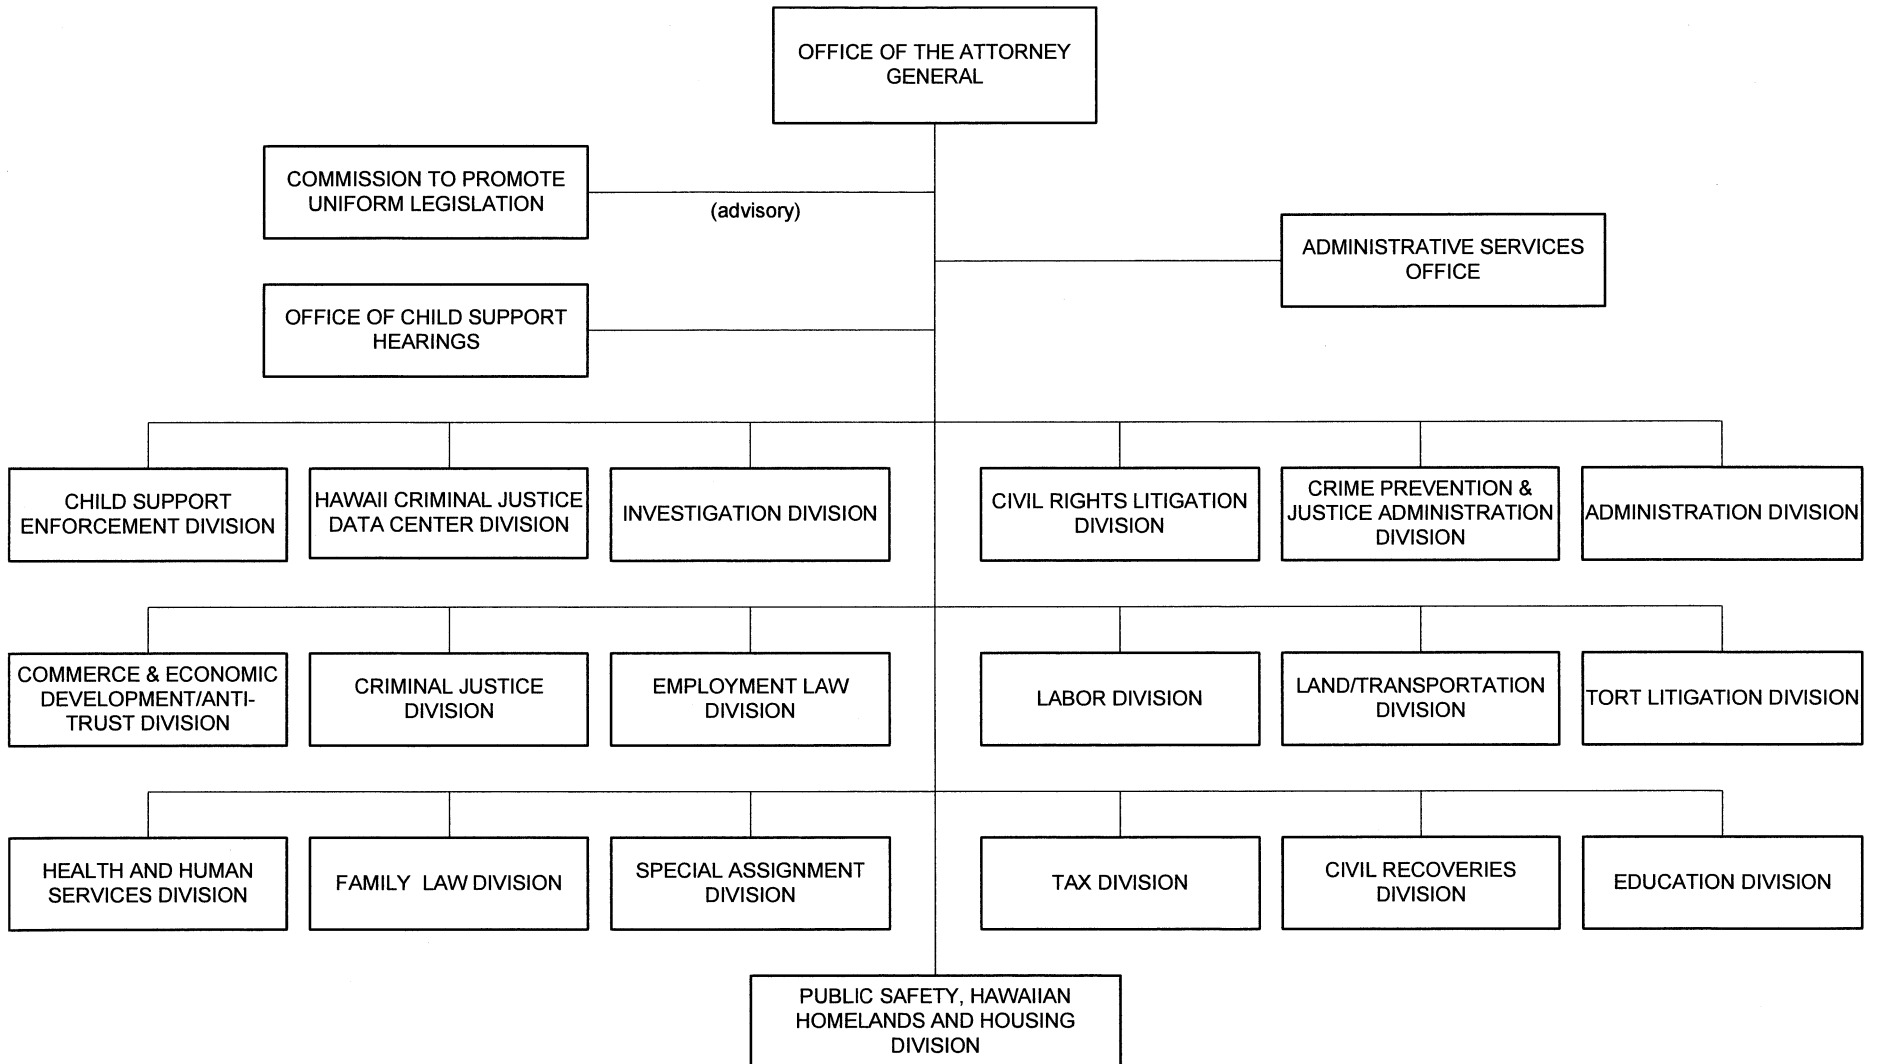 OFFICE OF THE ATTORNEY
GENERAL
COMMISSION TO PROMOTE
UNIFORM LEGISLATION
(advisory)
ADMINISTRATIVE SERVICES
OFFICE
OFFICE OF CHILD SUPPORT
HEARINGS
CHILD SUPPORT
ENFORCEMENT DIVISION
HAWAII CRIMINAL JUSTICE
DATA CENTER DIVISION
INVESTIGATION DIVISION
CIVIL RIGHTS LITIGATION
DIVISION
CRIME PREVENTION &
JUSTICE ADMINISTRATION
DIVISION
ADMINISTRATION DIVISION
COMMERCE & ECONOMIC
DEVELOPMENT/ANTI-
TRUST DIVISION
CRIMINAL JUSTICE
DIVISION
EMPLOYMENT LAW
DIVISION
LABOR DIVISION
LAND/TRANSPORTATION
DIVISION
TORT LITIGATION DIVISION
HEALTH AND HUMAN
SERVICES DIVISION
FAMILY LAW DIVISION
SPECIAL ASSIGNMENT
DIVISION
TAX DIVISION
CIVIL RECOVERIES
DIVISION
EDUCATION DIVISION
PUBLIC SAFETY, HAWAIIAN
HOMELANDS AND HOUSING
DIVISION